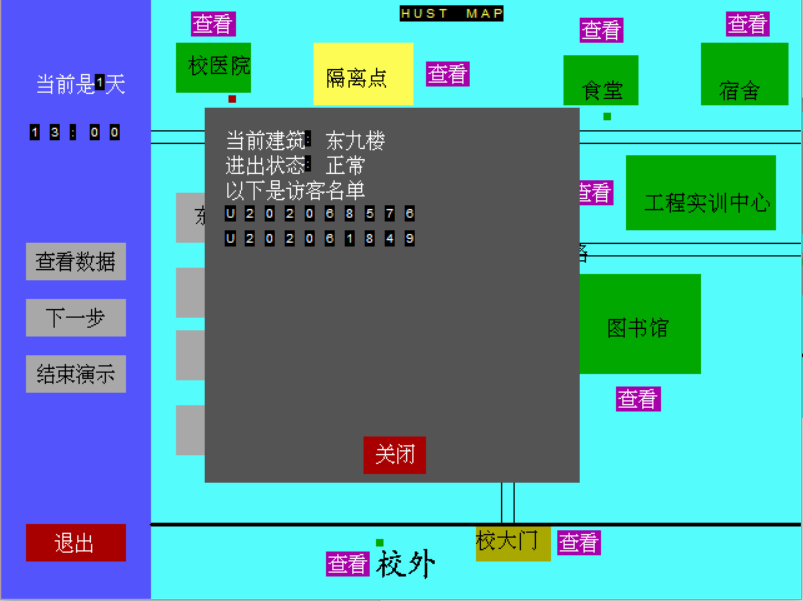 HUST MAP
查看
查看
查看
校医院
隔离点
查看
食堂
宿舍
当前是1天
13:00
当前建筑: 东九楼
进出状态: 正常
以下是访客名单
U202068576
U202061849
查看
工程实训中心
东
路
查看数据
下一步
图书馆
结束演示
查看
关闭
退出
查看
校外
校大门
查看